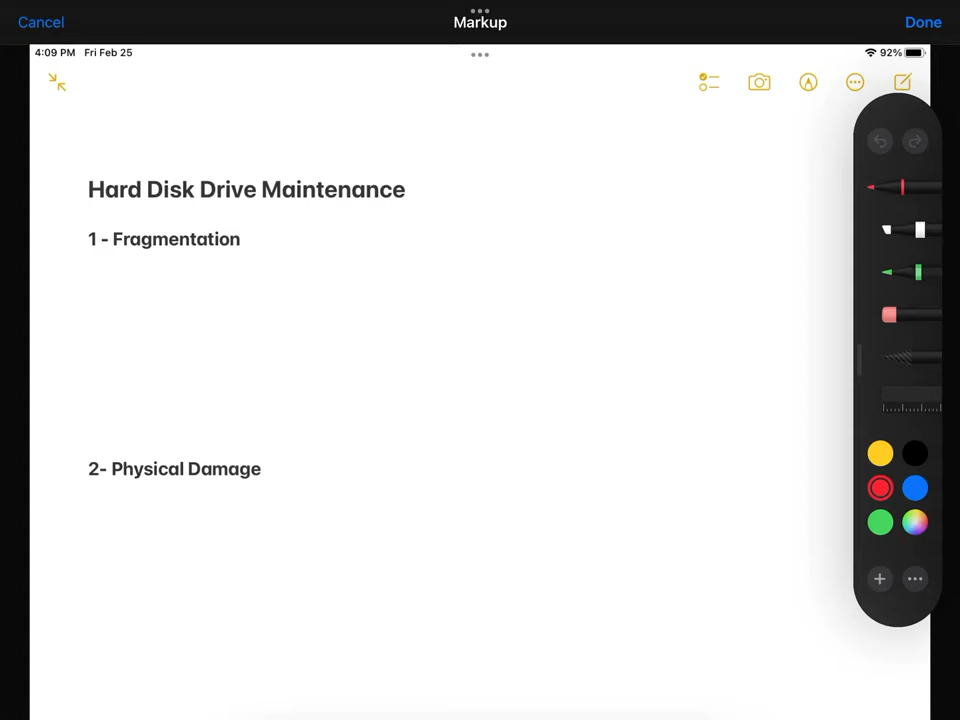 Cancel
Markup
Done
4:09 PM Fri Feb 25
92%
Hard Disk Drive Maintenance
1 - Fragmentation
2- Physical Damage